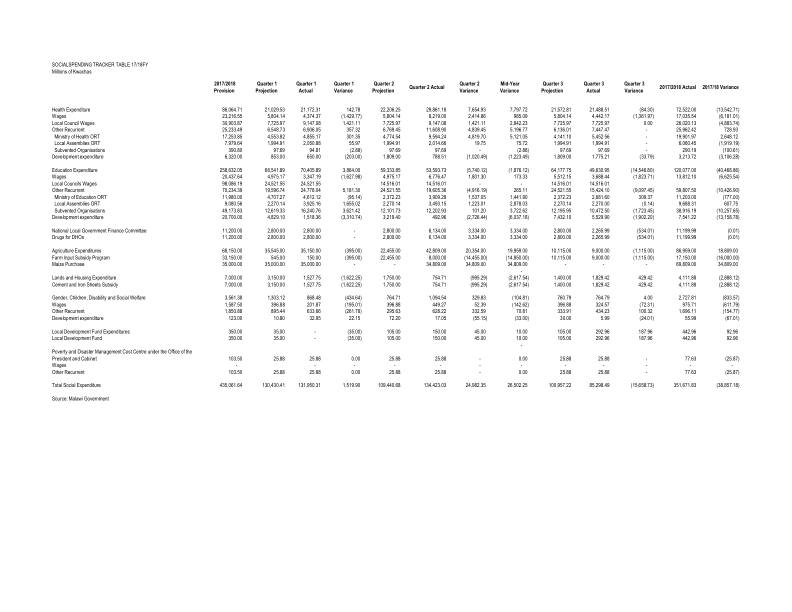 SOCIALSPENDING TRACKER TABLE 17/18FY
Millions of Kwachas
2017/2018 Provision Quarter 1 Projection Quarter 1 Actual Quarter 1 Variance Quarter 2 Projection Quarter 2 Actual Quarter 2 Variance Mid-Year Variance Quarter 3 Projection Quarter 3 Actual Quarter 3 Variance 2017/2018 Actual 2017/18 Variance
Health Expenditure 86,064.71 21,029.53 21,172.31 142.78 22,206.25 29,861.18 7,654.93 7,797.72 21,572.81 21,488.51 (84.30) 72,522.00 (13,542.71)
Wages 23,216.55 5,804.14 4,374.37 (1,429.77) 5,804.14 8,219.00 2,414.86 985.09 5,804.14 4,442.17 (1,361.97) 17,035.54 (6,181.01)
Local Council Wages 30,903.87 7,725.97 9,147.08 1,421.11 7,725.97 9,147.08 1,421.11 2,842.23 7,725.97 7,725.97 0.00 26,020.13 (4,883.74)
Other Recurrent 25,233.49 6,548.73 6,906.05 357.32 6,769.45 11,608.90 4,839.45 5,196.77 6,136.01 7,447.47 - 25,962.42 728.93
Ministry of Health ORT 17,253.85 4,553.82 4,855.17 301.35 4,774.54 9,594.24 4,819.70 5,121.05 4,141.10 5,452.56 - 19,901.97 2,648.12
Local Assemblies ORT 7,979.64 1,994.91 2,050.88 55.97 1,994.91 2,014.66 19.75 75.72 1,994.91 1,994.91 - 6,060.45 (1,919.19)
Subvented Organisations 390.80 97.69 94.81 (2.88) 97.69 97.69 - (2.88) 97.69 97.69 - 290.19 (100.61)
Development expenditure 6,320.00 853.00 650.00 (203.00) 1,809.00 788.51 (1,020.49) (1,223.49) 1,809.00 1,775.21 (33.79) 3,213.72 (3,106.28)
Education Expenditure 258,632.05 66,541.89 70,405.89 3,864.00 59,333.85 53,593.73 (5,740.12) (1,876.12) 64,177.75 49,630.95 (14,546.80) 120,077.00 (40,468.86)
Wages 20,437.64 4,975.17 3,347.19 (1,627.98) 4,975.17 6,776.47 1,801.30 173.33 5,512.15 3,688.44 (1,823.71) 13,812.10 (6,625.54)
Local Councils Wages 98,086.19 24,521.55 24,521.55 - 14,516.01 14,516.01 - - 14,516.01 14,516.01
Other Recurrent 70,234.39 19,596.74 24,778.04 5,181.30 24,521.55 19,605.36 (4,916.19) 265.11 24,521.55 15,424.10 (9,097.45) 59,807.50 (10,426.90)
Ministry of Education ORT 11,980.00 4,707.27 4,612.12 (95.14) 2,372.23 3,909.28 1,537.05 1,441.90 2,372.23 2,681.60 309.37 11,203.00 (777.00)
Local Assemblies ORT 9,080.56 2,270.14 3,925.16 1,655.02 2,270.14 3,493.15 1,223.01 2,878.03 2,270.14 2,270.00 (0.14) 9,688.31 607.75
Subvented Organisations 49,173.83 12,619.33 16,240.76 3,621.42 12,101.73 12,202.93 101.20 3,722.62 12,195.95 10,472.50 (1,723.45) 38,916.19 (10,257.65)
Development expenditure 20,700.00 4,829.10 1,518.36 (3,310.74) 3,219.40 492.96 (2,726.44) (6,037.18) 7,432.10 5,529.90 (1,902.20) 7,541.22 (13,158.78)
National Local Government Finance Committee 11,200.00 2,800.00 2,800.00 - 2,800.00 6,134.00 3,334.00 3,334.00 2,800.00 2,265.99 (534.01) 11,199.99 (0.01)
Drugs for DHOs 11,200.00 2,800.00 2,800.00 - 2,800.00 6,134.00 3,334.00 3,334.00 2,800.00 2,265.99 (534.01) 11,199.99 (0.01)
Agriculture Expenditures 68,150.00 35,545.00 35,150.00 (395.00) 22,455.00 42,809.00 20,354.00 19,959.00 10,115.00 9,000.00 (1,115.00) 86,959.00 18,809.00
Farm Input Subsidy Program 33,150.00 545.00 150.00 (395.00) 22,455.00 8,000.00 (14,455.00) (14,850.00) 10,115.00 9,000.00 (1,115.00) 17,150.00 (16,000.00)
Maize Purchase 35,000.00 35,000.00 35,000.00 - - 34,809.00 34,809.00 34,809.00 - - - 69,809.00 34,809.00
Lands and Housing Expenditure 7,000.00 3,150.00 1,527.75 (1,622.25) 1,750.00 754.71 (995.29) (2,617.54) 1,400.00 1,829.42 429.42 4,111.88 (2,888.12)
Cement and Iron Sheets Subsidy 7,000.00 3,150.00 1,527.75 (1,622.25) 1,750.00 754.71 (995.29) (2,617.54) 1,400.00 1,829.42 429.42 4,111.88 (2,888.12)
Gender, Children, Disability and Social Welfare 3,561.38 1,303.12 868.48 (434.64) 764.71 1,094.54 329.83 (104.81) 760.79 764.79 4.00 2,727.81 (833.57)
Wages 1,587.50 396.88 201.87 (195.01) 396.88 449.27 52.39 (142.62) 396.88 324.57 (72.31) 975.71 (611.79)
Other Recurrent 1,850.88 895.44 633.66 (261.78) 295.63 628.22 332.59 70.81 333.91 434.23 100.32 1,696.11 (154.77)
Development expenditure 123.00 10.80 32.95 22.15 72.20 17.05 (55.15) (33.00) 30.00 5.99 (24.01) 55.99 (67.01)
Local Development Fund Expenditures 350.00 35.00 - (35.00) 105.00 150.00 45.00 10.00 105.00 292.96 187.96 442.96 92.96
Local Development Fund 350.00 35.00 - (35.00) 105.00 150.00 45.00 10.00 105.00 292.96 187.96 442.96 92.96
-
Poverty and Disaster Management Cost Centre under the Office of the
President and Cabinet 103.50 25.88 25.88 0.00 25.88 25.88 - 0.00 25.88 25.88 - 77.63 (25.87)
Wages - - - - - - - - - - - - -
Other Recurrent 103.50 25.88 25.88 0.00 25.88 25.88 - 0.00 25.88 25.88 - 77.63 (25.87)
Total Social Expenditure 435,061.64 130,430.41 131,950.31 1,519.90 109,440.68 134,423.03 24,982.35 26,502.25 100,957.22 85,298.49 (15,658.73) 351,671.83 (38,857.18)
Source: Malawi Government